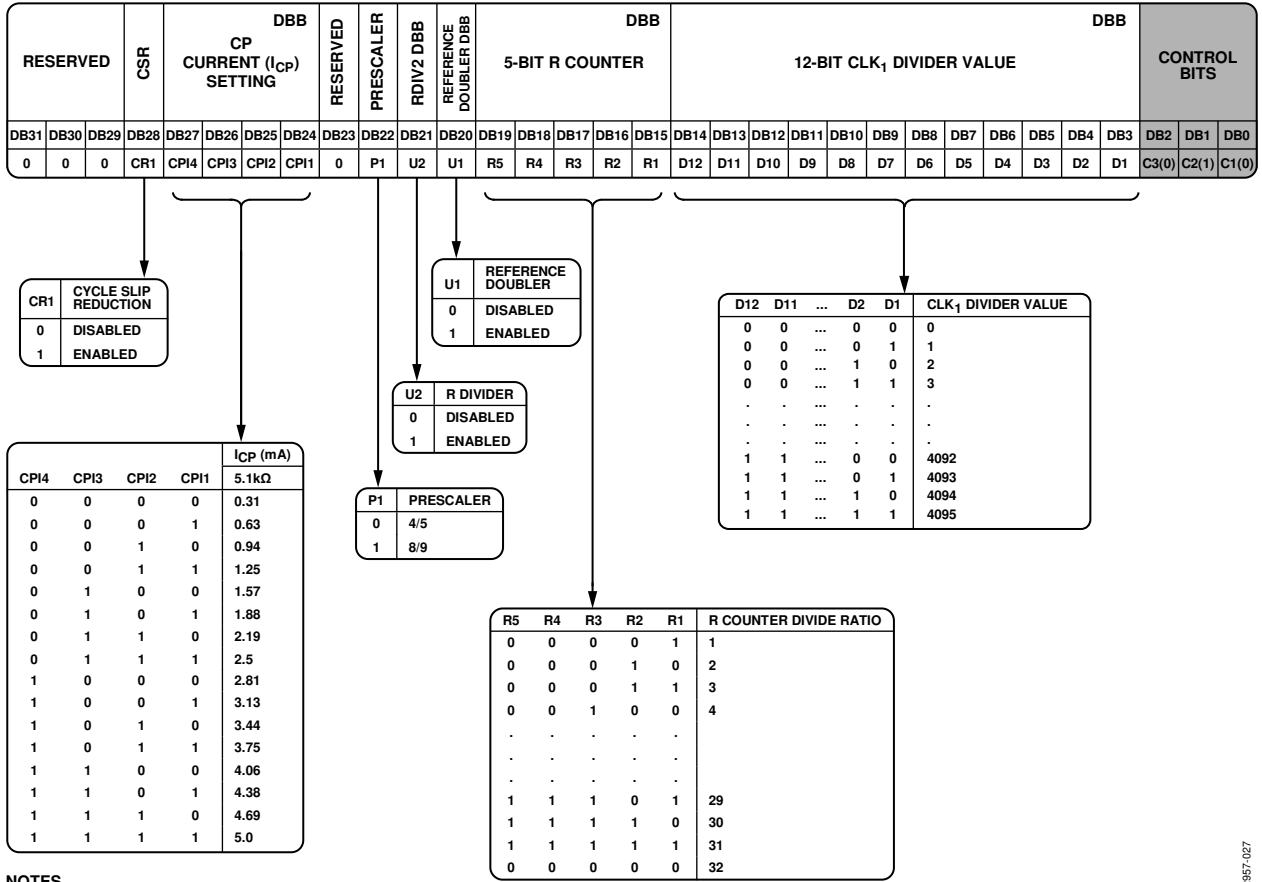 RESERVED
CSR
DBB
CP
CURRENT (ICP)
SETTING
RESERVED
PRESCALER
RDIV2 DBB
REFERENCE
DOUBLER DBB
DBB
5-BIT R COUNTER
DBB
12-BIT CLK1 DIVIDER VALUE
CONTROL
BITS
DB31 DB30 DB29 DB28 DB27 DB26 DB25 DB24 DB23 DB22 DB21 DB20 DB19 DB18 DB17 DB16 DB15 DB14 DB13 DB12 DB11 DB10 DB9 DB8 DB7 DB6 DB5 DB4 DB3 DB2 DB1 DB0
0 0 0 CR1 CPI4 CPI3 CPI2 CPI1 0 P1 U2 U1 R5 R4 R3 R2 R1 D12 D11 D10 D9 D8 D7 D6 D5 D4 D3 D2 D1 C3(0) C2(1) C1(0)
CR1 CYCLE SLIP
REDUCTION
0 DISABLED
1 ENABLED
U1 REFERENCE
DOUBLER
0 DISABLED
1 ENABLED
U2 R DIVIDER
0 DISABLED
1 ENABLED
P1 PRESCALER
0 4/5
1 8/9
D12 D11 ... D2 D1 CLK1 DIVIDER VALUE
0 0 ... 0 0 0
0 0 ... 0 1 1
0 0 ... 1 0 2
0 0 ... 1 1 3
. . ... . . .
. . ... . . .
. . ... . . .
1 1 ... 0 0 4092
1 1 ... 0 1 4093
1 1 ... 1 0 4094
1 1 ... 1 1 4095
ICP (mA)
CPI4 CPI3 CPI2 CPI1 5.1kΩ
0 0 0 0 0.31
0 0 0 1 0.63
0 0 1 0 0.94
0 0 1 1 1.25
0 1 0 0 1.57
0 1 0 1 1.88
0 1 1 0 2.19
0 1 1 1 2.5
1 0 0 0 2.81
1 0 0 1 3.13
1 0 1 0 3.44
1 0 1 1 3.75
1 1 0 0 4.06
1 1 0 1 4.38
1 1 1 0 4.69
1 1 1 1 5.0
R5 R4 R3 R2 R1 R COUNTER DIVIDE RATIO
0 0 0 0 1 1
0 0 0 1 0 2
0 0 0 1 1 3
0 0 1 0 0 4
. . . . .
. . . . .
. . . . .
1 1 1 0 1 29
1 1 1 1 0 30
1 1 1 1 1 31
0 0 0 0 0 32
NOTES
957-027